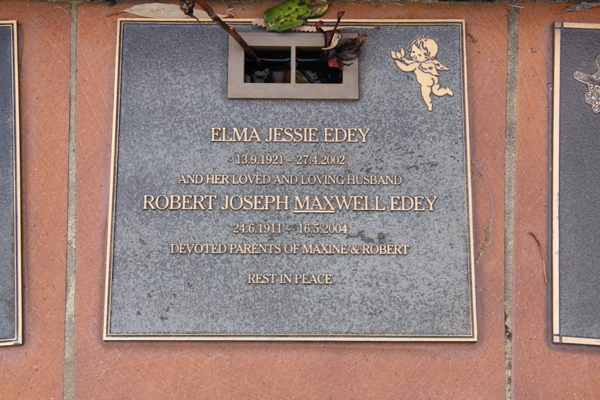 ELMA JESSIE EDEY
13.9.1921 - 27.4.2002
AND HER LOVED AND LOVING HUSBAND
ROBERT JOSEPH MAXWELL EDEY
24.6.1911 - 16.5.2004
DEVOTED PARENTS OF MAXINE & ROBERT
REST IN PEACE